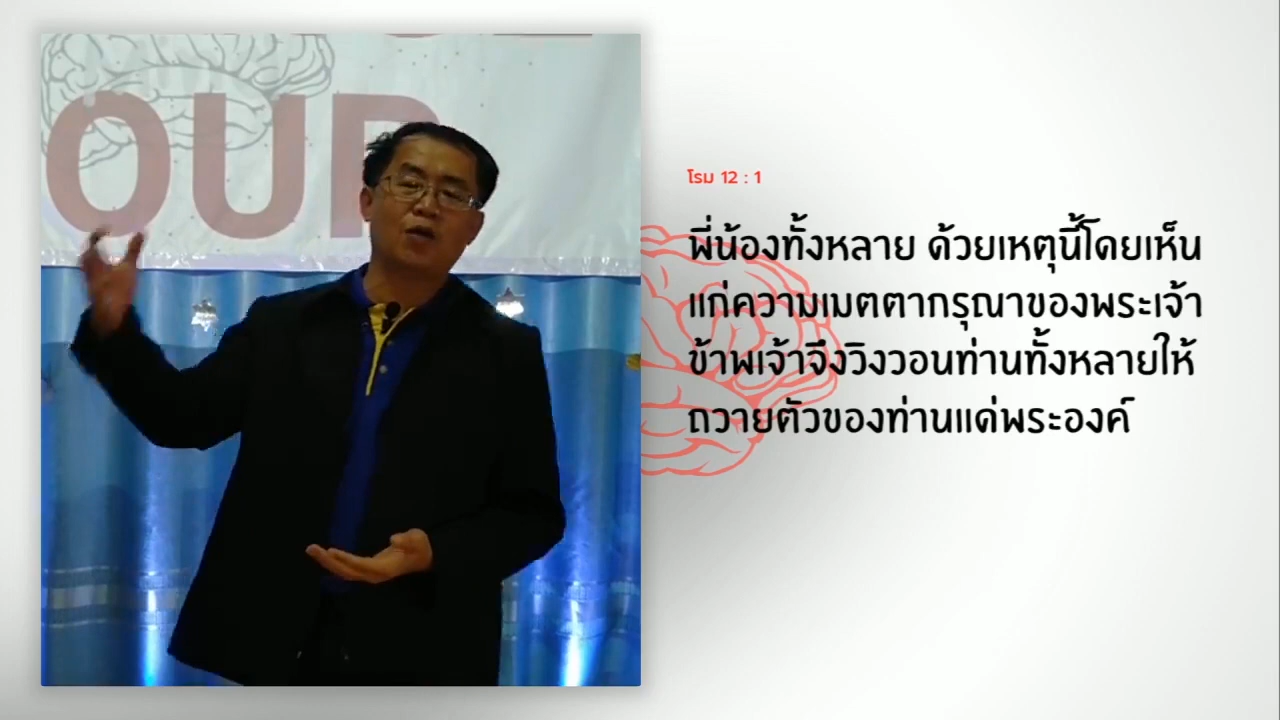 OUR
โรม 12 : 1
พี่น้องทั้งหลาย ด้วยเหตุนี้โดยเห็น
แก่ความเมตตากรุณาของพระเจ้า
ข้าพเจ้าจึงวิงวอนท่านทั้งหลายให้
ถวายตัวของท่านแด่พระองค์